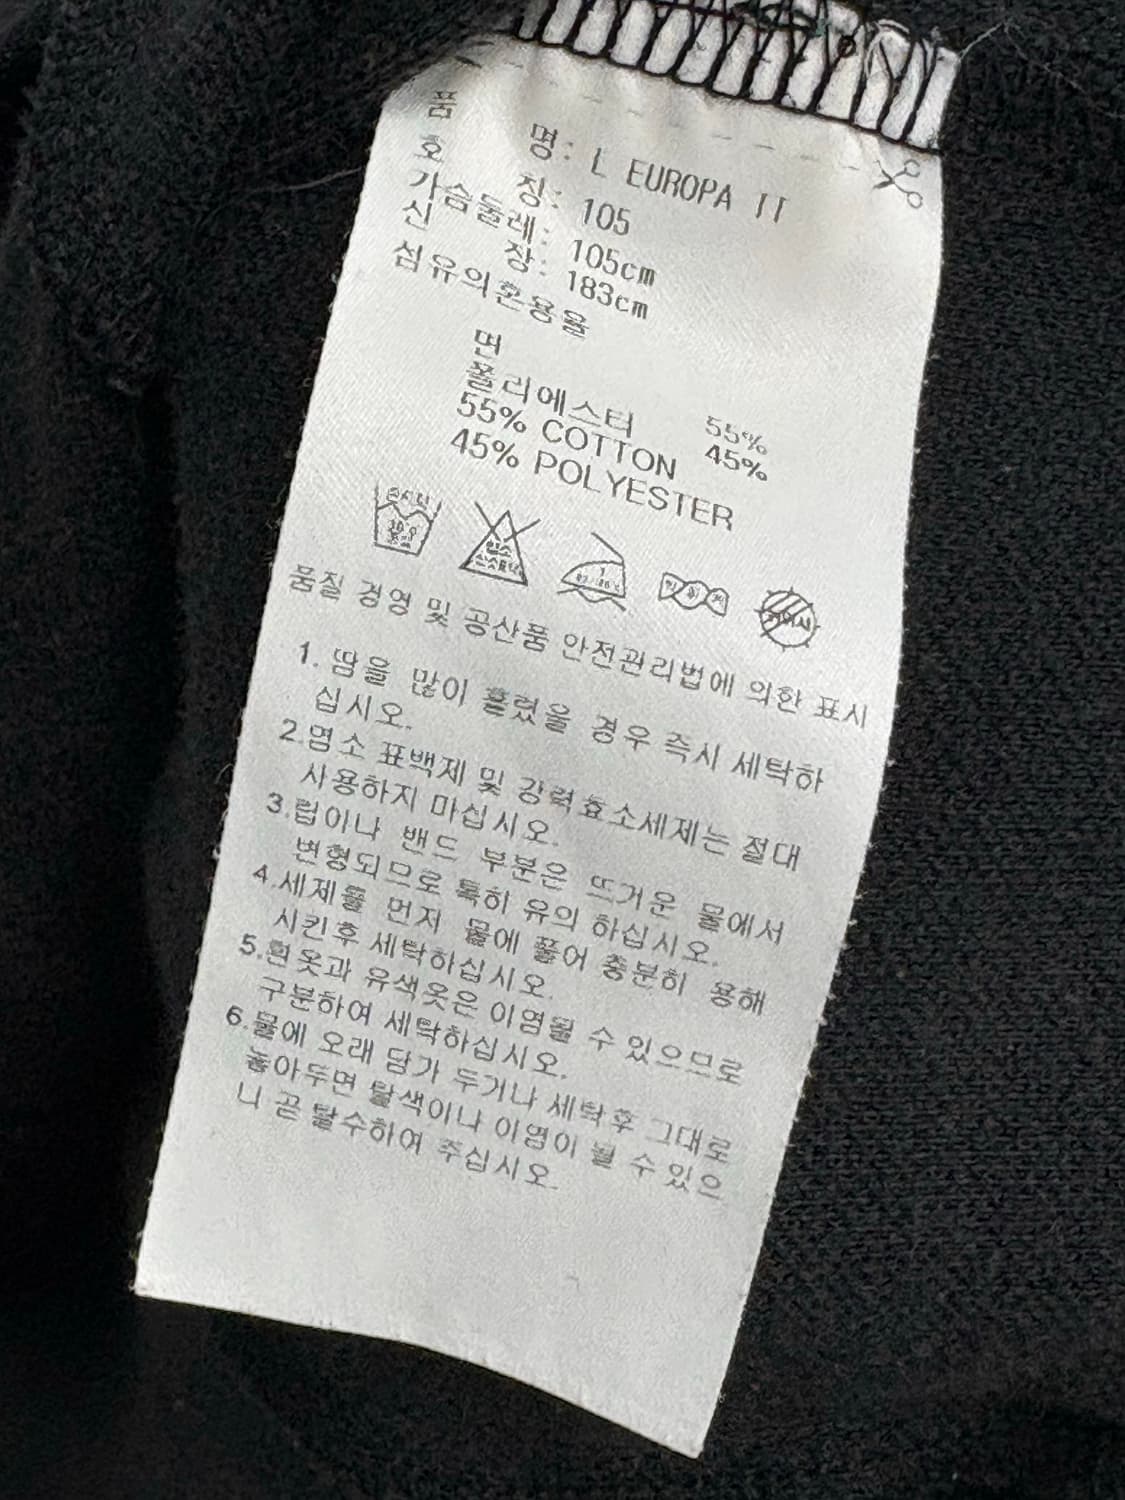 품 명: L EUROPA II
호 칭: 105
가슴둘레: 105cm
신 장: 183cm
섬유의혼용율
면 55%
폴리에스터 45%
55% COTTON
45% POLYESTER
품질 경영 및 공산품 안전관리법에 의한 표시
1. 땀을 많이 흘렸을 경우 즉시 세탁하
십시오.
2.염소 표백제 및 강력효소세제는 절대
사용하지 마십시오.
3.립이나 밴드 부분은 뜨거운 물에서
변형되므로 특히 유의 하십시오.
4.세제를 먼저 물에 풀어 충분히 용해
시킨후 세탁하십시오.
5.흰옷과 유색옷은 이염될 수 있으므로
구분하여 세탁하십시오.
6.물에 오래 담가 두거나 세탁후 그대로
놓아두면 탈색이나 이염이 될 수 있으
니 곧 탈수하여 주십시오.